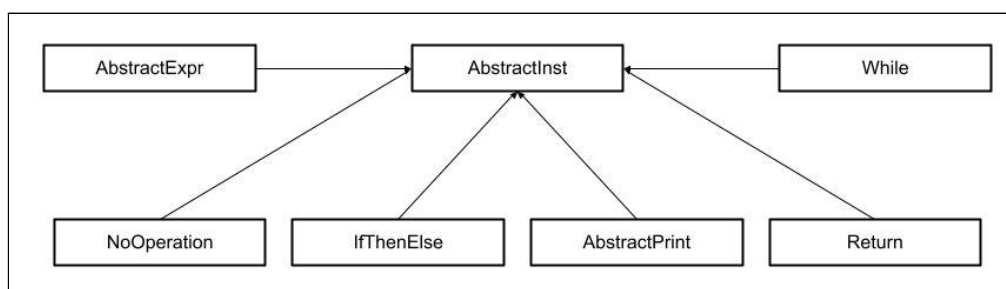 AbstractExpr
AbstractInst
While
NoOperation
IfThenElse
AbstractPrint
Return